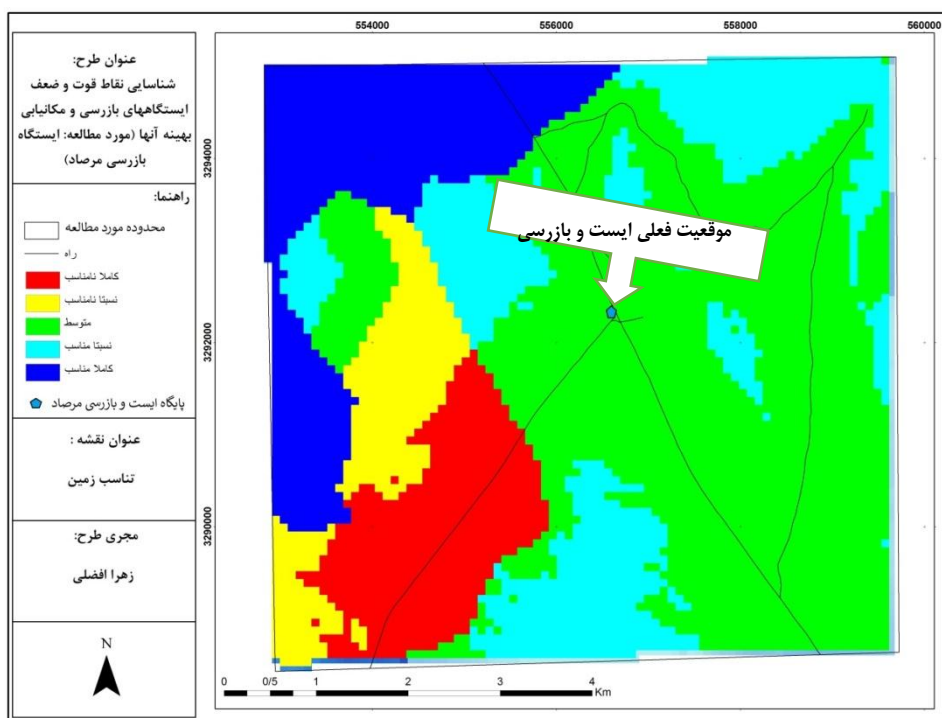 عنوان طرح:
شناسایی نقاط قوت و ضعف
ایستگاههای بازرسی و مکانیابی
بهینه آنها (مورد مطالعه: ایستگاه
بازرسی مرصاد)
راهنما:
محدوده مورد مطالعه
راه
کاملا نامناسب
نسبتا نامناسب
متوسط
نسبتا مناسب
کاملا مناسب
پایگاه ایست و بازرسی مرصاد
عنوان نقشه :
تناسب زمین
مجری طرح:
زهرا افضلی
N
554000 556000 558000 560000
3294000
3292000
3290000
موقعیت فعلی ایست و بازرسی
0 0/5 1 2 3 4
Km